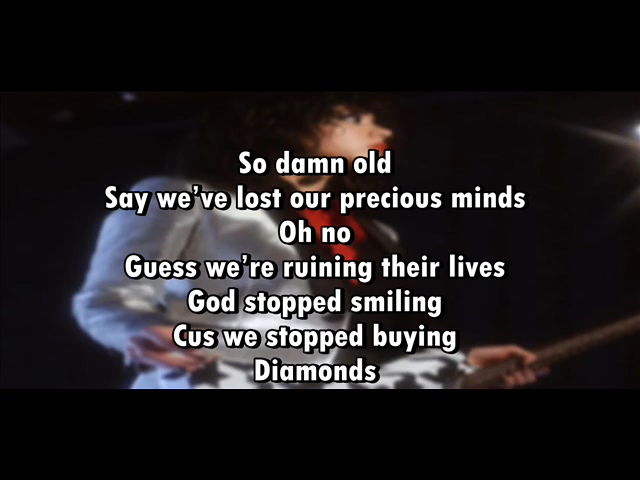 So damn old
Say we've lost our precious minds
Oh no
Guess we're ruining their lives
God stopped smiling
Cus we stopped buying
Diamonds